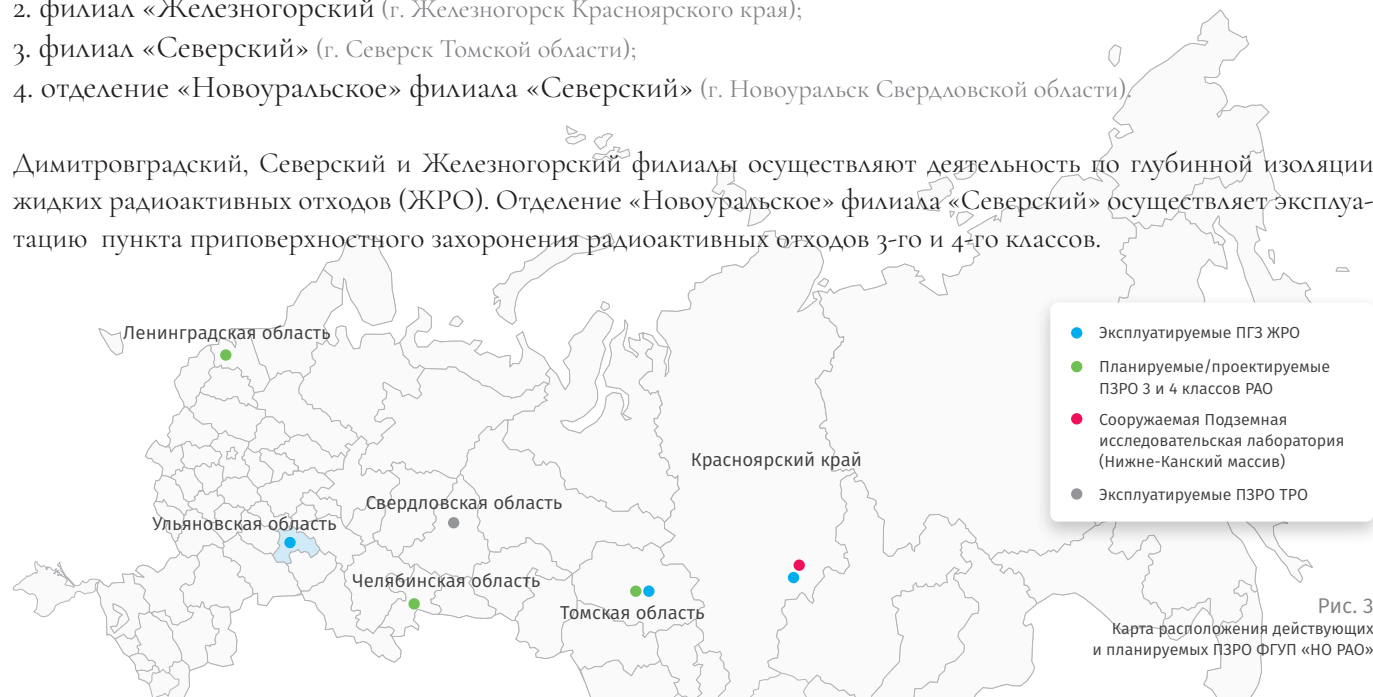 2. филиал «Железногорский (г. Железногорск Красноярского края);
3. филиал «Северский» (г. Северск Томской области);
4. отделение «Новоуральское» филиала «Северский» (г. Новоуральск Свердловской области).
Димитровградский, Северский и Железногорский филиалы осуществляют деятельность по глубинной изоляции
жидких радиоактивных отходов (ЖРО). Отделение «Новоуральское» филиала «Северский» осуществляет эксплуа-
тацию пункта приповерхностного захоронения радиоактивных отходов 3-го и 4-го классов.
Ленинградская область
Эксплуатируемые ПГЗ ЖРО
Планируемые/проектируемые
ПЗРО 3 и 4 классов РАО
Сооружаемая Подземная
исследовательская лаборатория
(Нижне-Канский массив)
Эксплуатируемые ПЗРО ТРО
Красноярский край
Свердловская область
Ульяновская область
Челябинская область
Томская область
Рис. 3
Карта расположения действующих
и планируемых ПЗРО ФГУП «НО РАО»